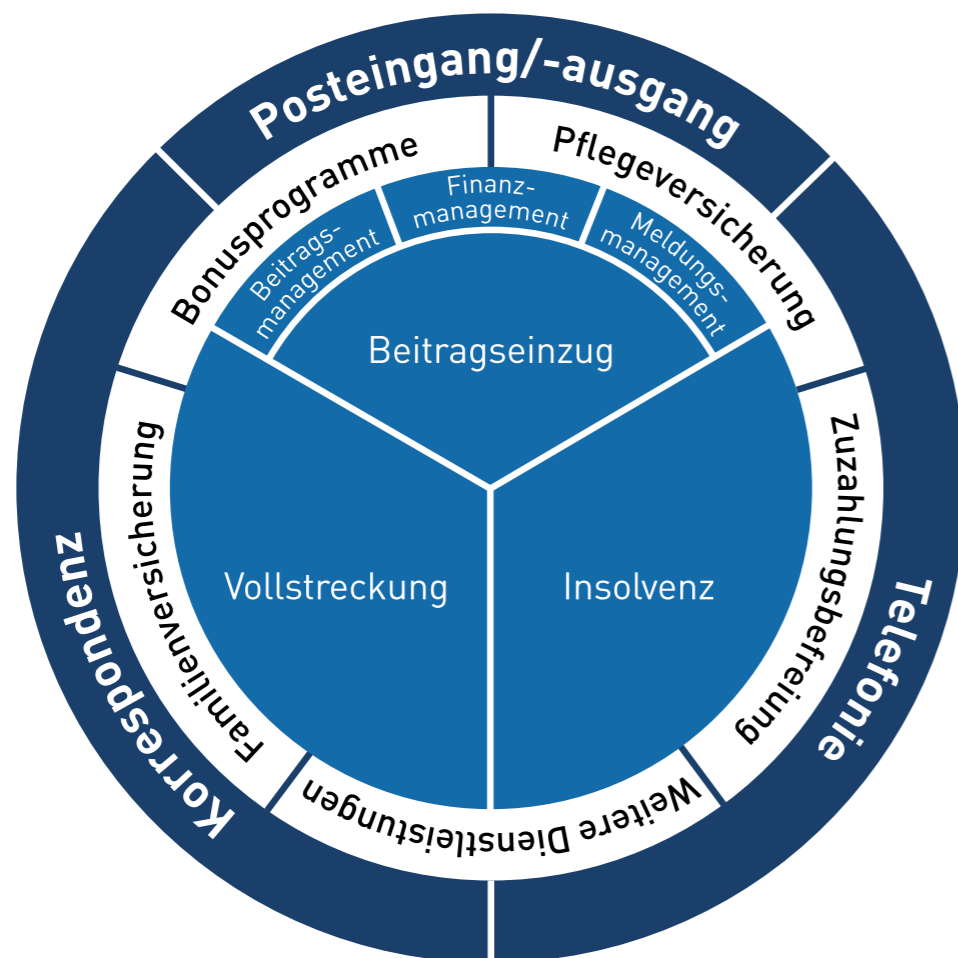 Posteingang/-ausgang
Bonusprogramme
Pflegeversicherung
Beitrags-
management
Finanz-
management
Meldungs-
management
Beitragseinzug
Familienversicherung
Zuzahlungsbefreiung
Vollstreckung
Insolvenz
Korrespondenz
Telefonie
Weitere Dienstleistungen